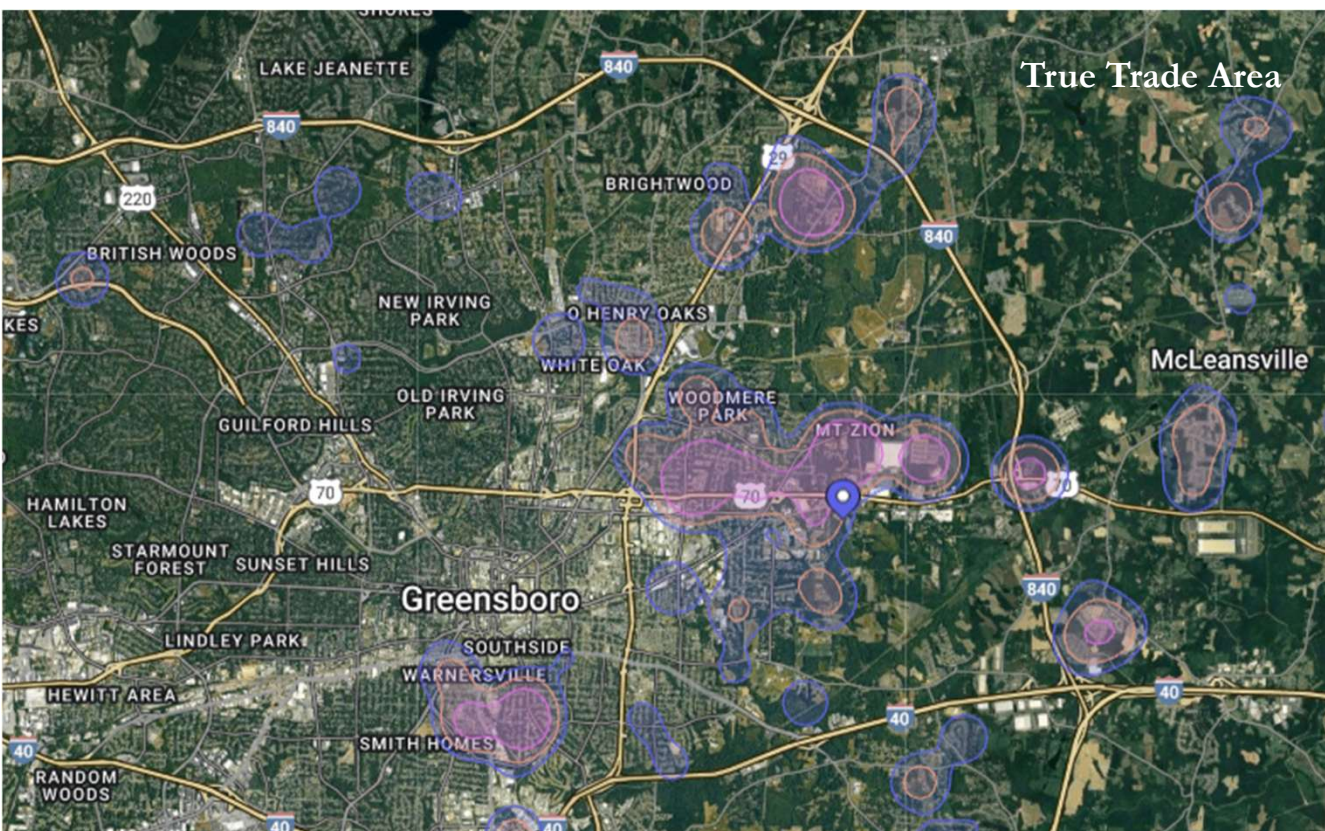 SHORES
LAKE JEANETTE
840
True Trade Area
840
29
BRIGHTWOOD
220
840
BRITISH WOODS
NEW IRVING
PARK
O HENRY OAKS
KES
WHITE OAK
McLeansville
OLD IRVING
PARK
WOODMERE
PARK
GUILFORD HILLS
MT ZION
70
70
70
HAMILTON
LAKES
STARMOUNT
FOREST
SUNSET HILLS
840
Greensboro
LINDLEY PARK
SOUTHSIDE
WARNERSVILLE
HEWITT AREA
40
40
SMITH HOMES
40
RANDOM
WOODS
40
40